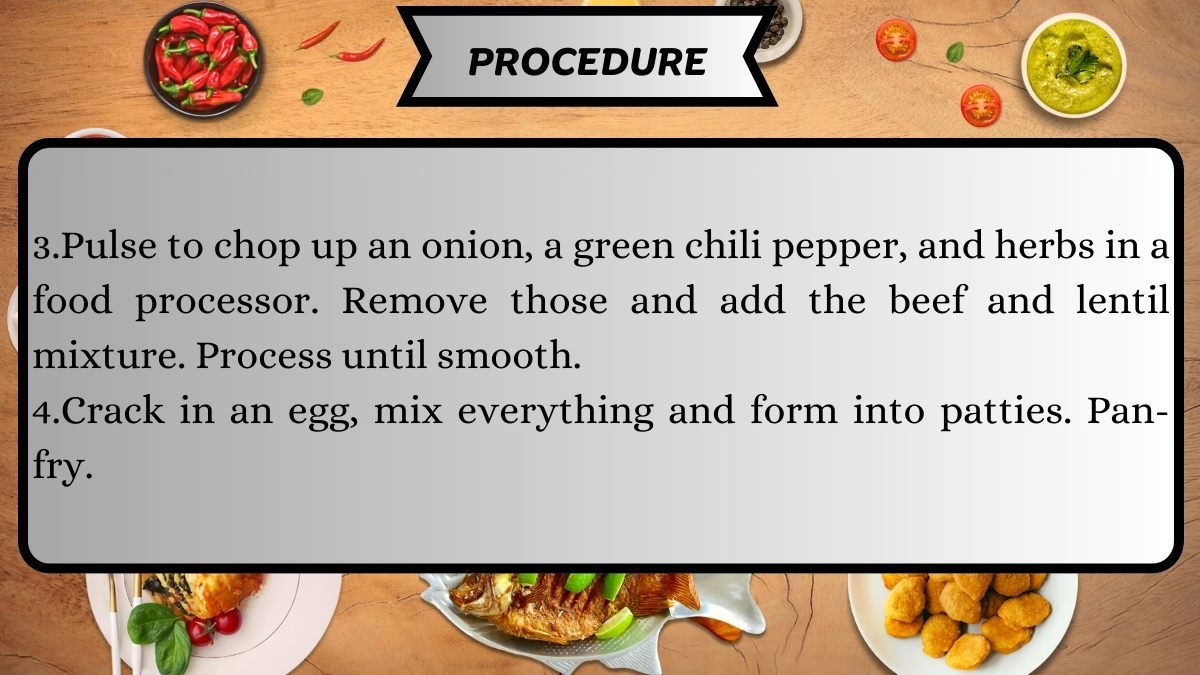 PROCEDURE
3.Pulse to chop up an onion, a green chili pepper, and herbs in a
food processor. Remove those and add the beef and lentil
mixture. Process until smooth.
4.Crack in an egg, mix everything and form into patties. Pan-
fry.